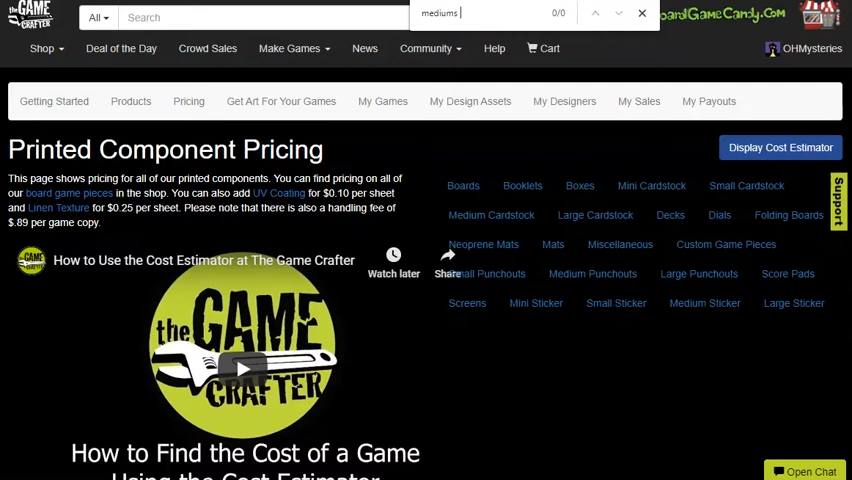 the GAME CRAFTER
All
Search
mediums
0/0
BoardGameCandy.Com
Shop
Deal of the Day
Crowd Sales
Make Games
News
Community
Help
Cart
OHMysteries
Getting Started
Products
Pricing
Get Art For Your Games
My Games
My Design Assets
My Designers
My Sales
My Payouts
Printed Component Pricing
Display Cost Estimator
This page shows pricing for all of our printed components. You can find pricing on all of
our board game pieces in the shop. You can also add UV Coating for $0.10 per sheet
and Linen Texture for $0.25 per sheet. Please note that there is also a handling fee of
$.89 per game copy.
Boards Booklets Boxes Mini Cardstock Small Cardstock
Medium Cardstock Large Cardstock Decks Dials Folding Boards
Neoprene Mats Mats Miscellaneous Custom Game Pieces
Small Punchouts Medium Punchouts Large Punchouts Score Pads
Screens Mini Sticker Small Sticker Medium Sticker Large Sticker
Support
How to Use the Cost Estimator at The Game Crafter
Watch later
Share
the GAME
CRAFTER
How to Find the Cost of a Game
Using the Cost Estimator
Open Chat